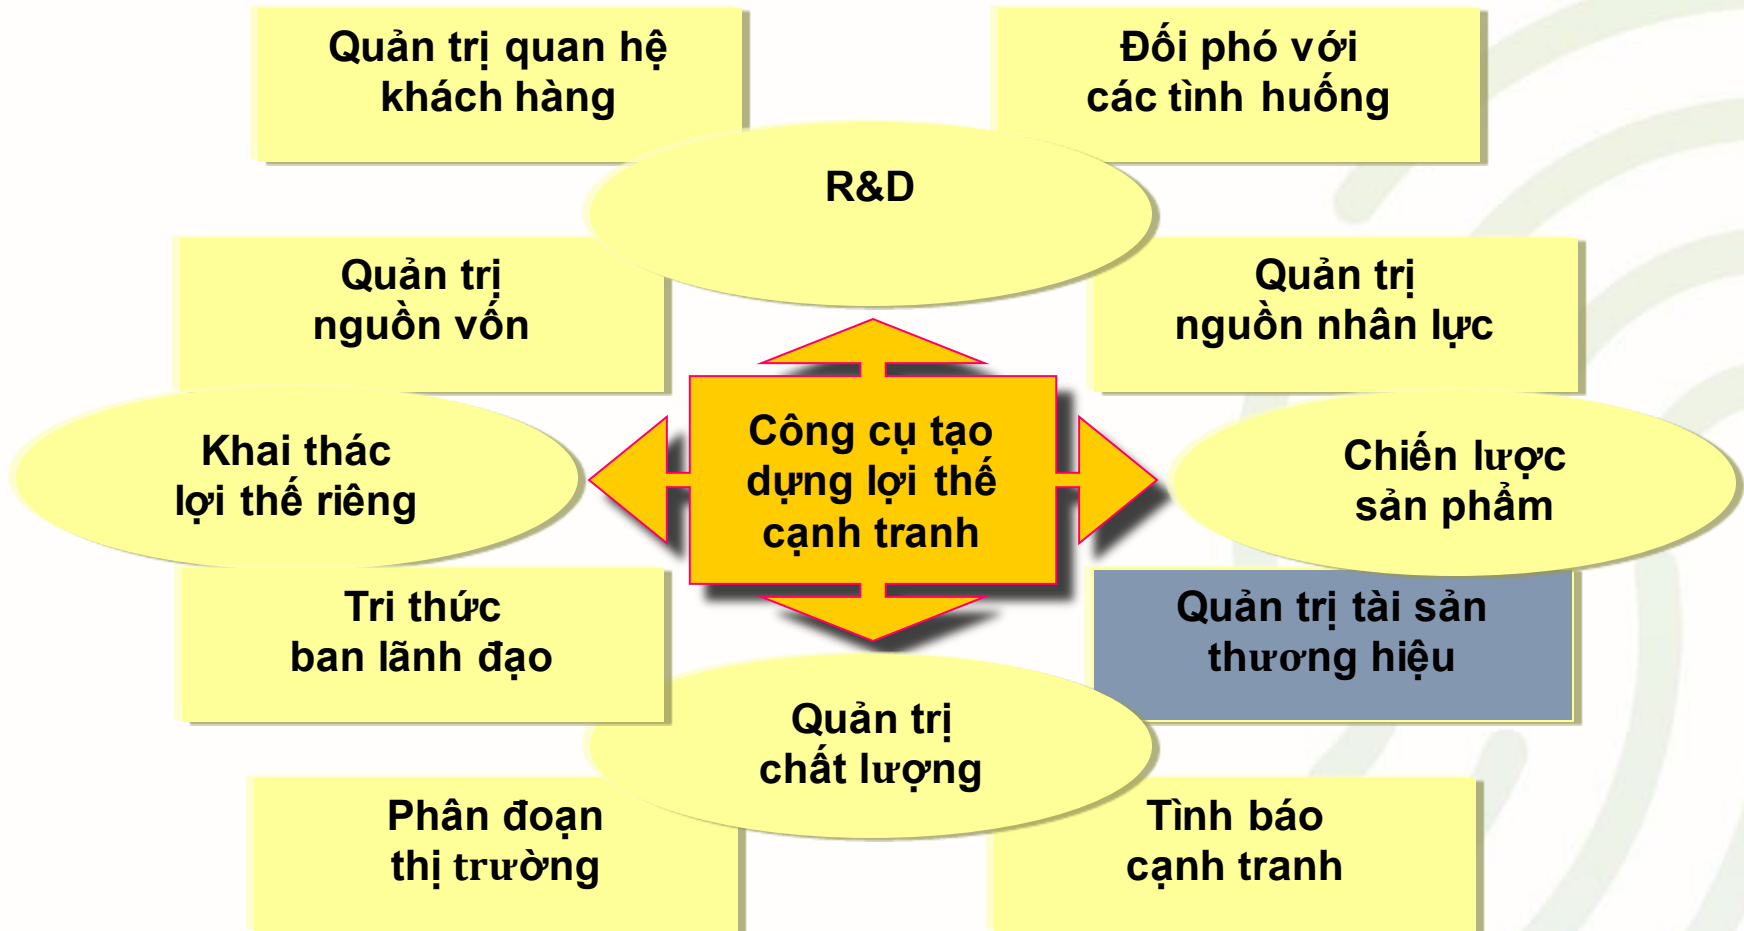 Quản trị quan hệ
khách hàng
Đối phó với
các tình huống
R&D
Quản trị
nguồn vốn
Quản trị
nguồn nhân lực
Khai thác
lợi thế riêng
Công cụ tạo
dựng lợi thế
cạnh tranh
Chiến lược
sản phẩm
Tri thức
ban lãnh đạo
Quản trị tài sản
thương hiệu
Quản trị
chất lượng
Phân đoạn
thị trường
Tình báo
cạnh tranh